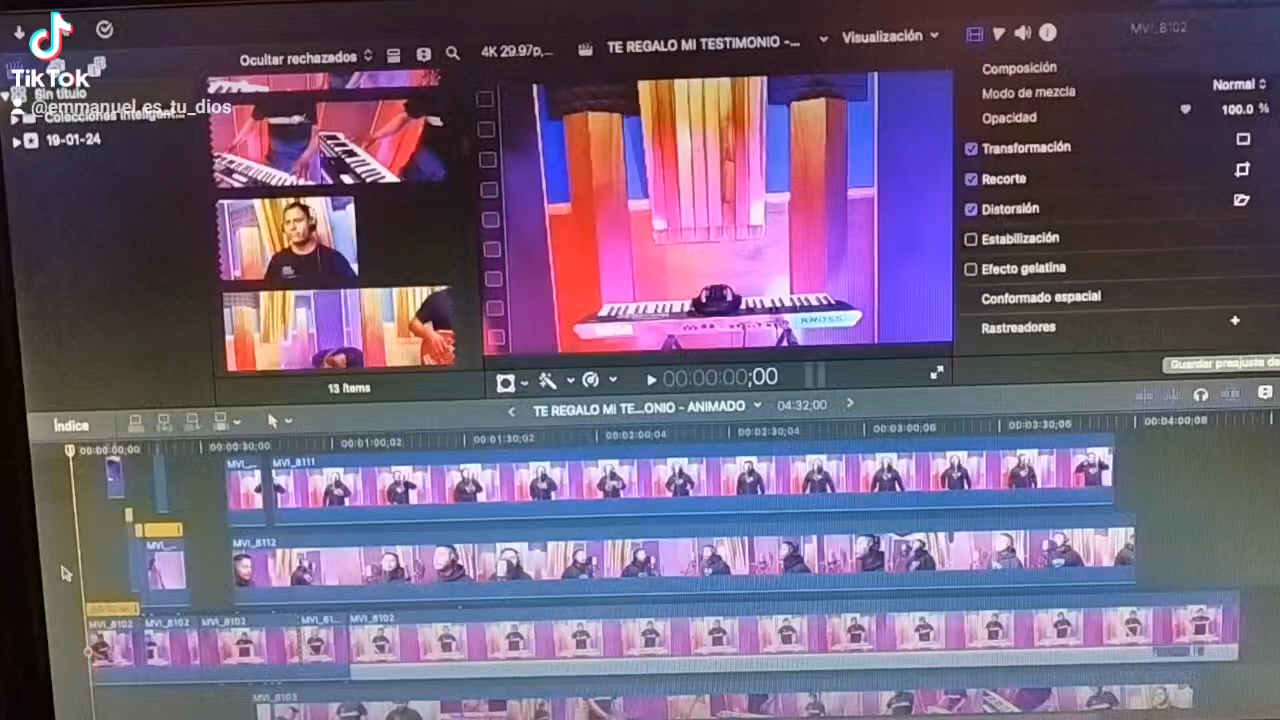 TikTok
@emmanuel.es_tu_dios
Sin título
Colecciones inteligent...
19-01-24
Ocultar rechazados
13 ítems
4K 29.97p,...
TE REGALO MI TESTIMONIO -...
Visualización
KROSS
00:00:00;00
MVI_8102
Composición
Modo de mezcla
Normal
Opacidad
100.0 %
Transformación
Recorte
Distorsión
Estabilización
Efecto gelatina
Conformado espacial
Rastreadores
Guardar preajuste de
Índice
TE REGALO MI TE...ONIO - ANIMADO
04:32;00
00:00:00;00
00:00:30;00
00:01:00;02
00:01:30;02
00:02:00;04
00:02:30;04
00:03:00;06
00:03:30;06
00:04:00;08
MVI_...
MVI_8111
MVI_...
MVI_8112
MVI_8102
MVI_8102
MVI_8102
MVI_81...
MVI_8102
MVI_8103